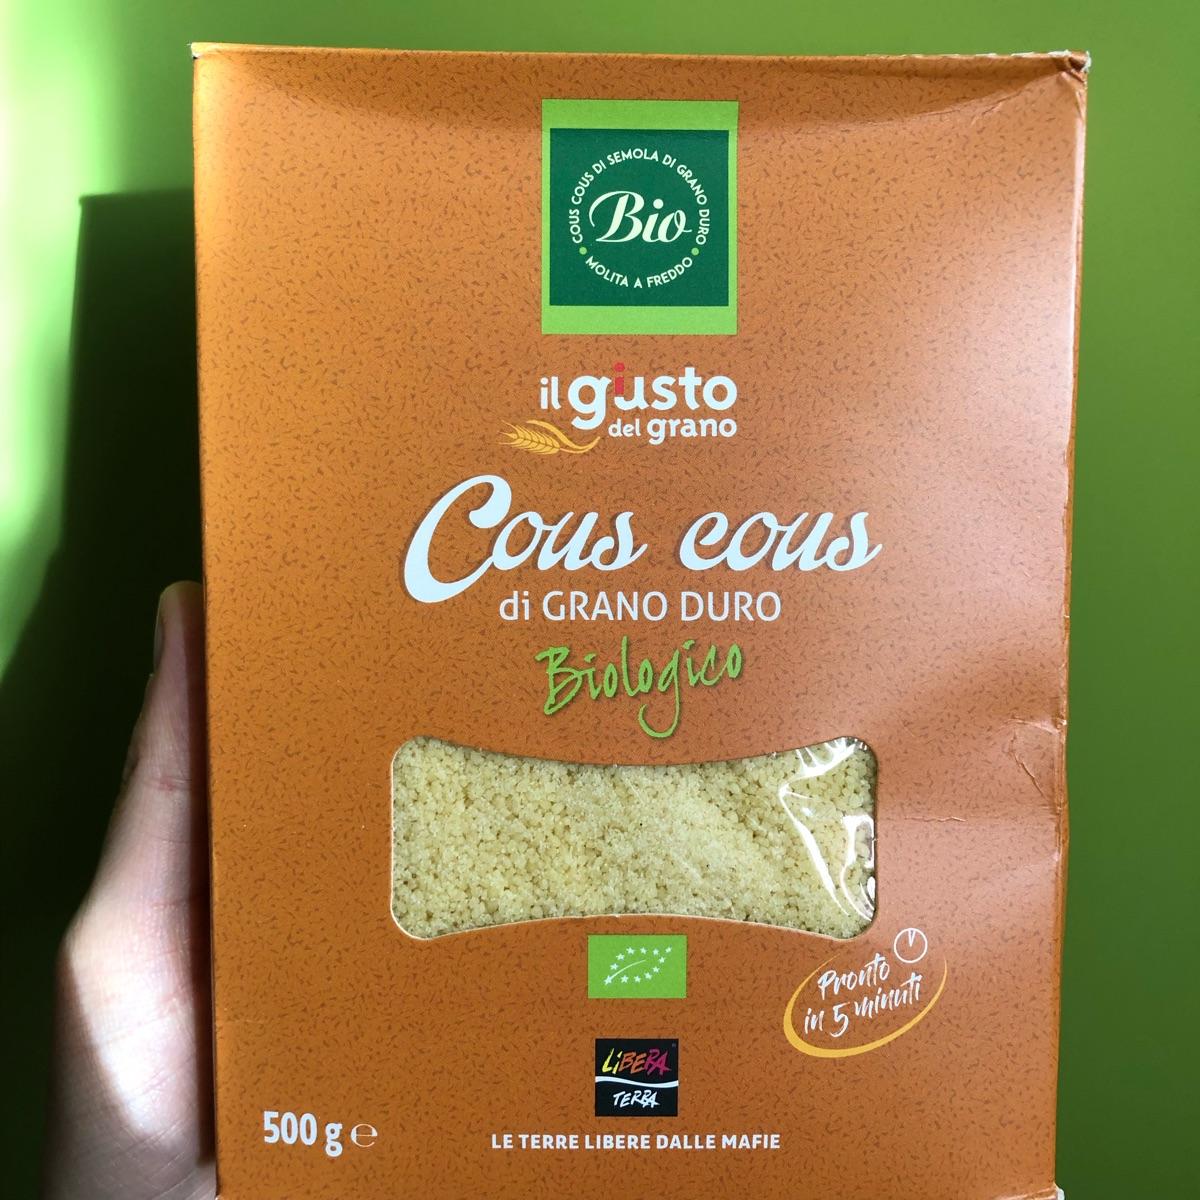 COUS COUS DI SEMOLA DI GRANO DURO
Bio
• MOLITA A FREDDO •
il giusto
del grano
Cous cous
di GRANO DURO
Biologico
Pronto
in 5 minuti
LiBERA
TERRA
500 g ℮
LE TERRE LIBERE DALLE MAFIE